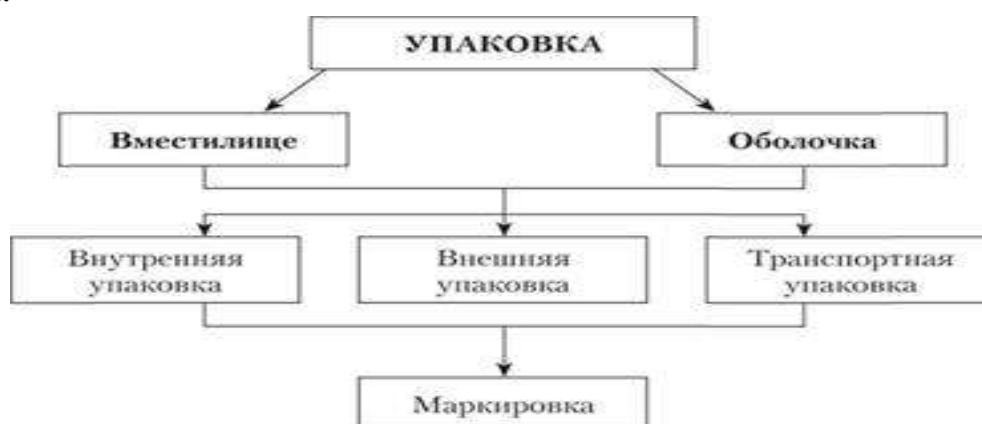 УПАКОВКА
Вместилище
Оболочка
Внутренняя
упаковка
Внешняя
упаковка
Транспортная
упаковка
Маркировка